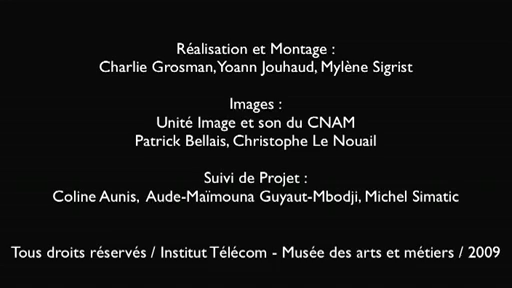 Réalisation et Montage :
Charlie Grosman,Yoann Jouhaud, Mylène Sigrist
Images :
Unité Image et son du CNAM
Patrick Bellais, Christophe Le Nouail
Suivi de Projet :
Coline Aunis, Aude-Maïmouna Guyaut-Mbodji, Michel Simatic
Tous droits réservés / Institut Télécom - Musée des arts et métiers / 2009